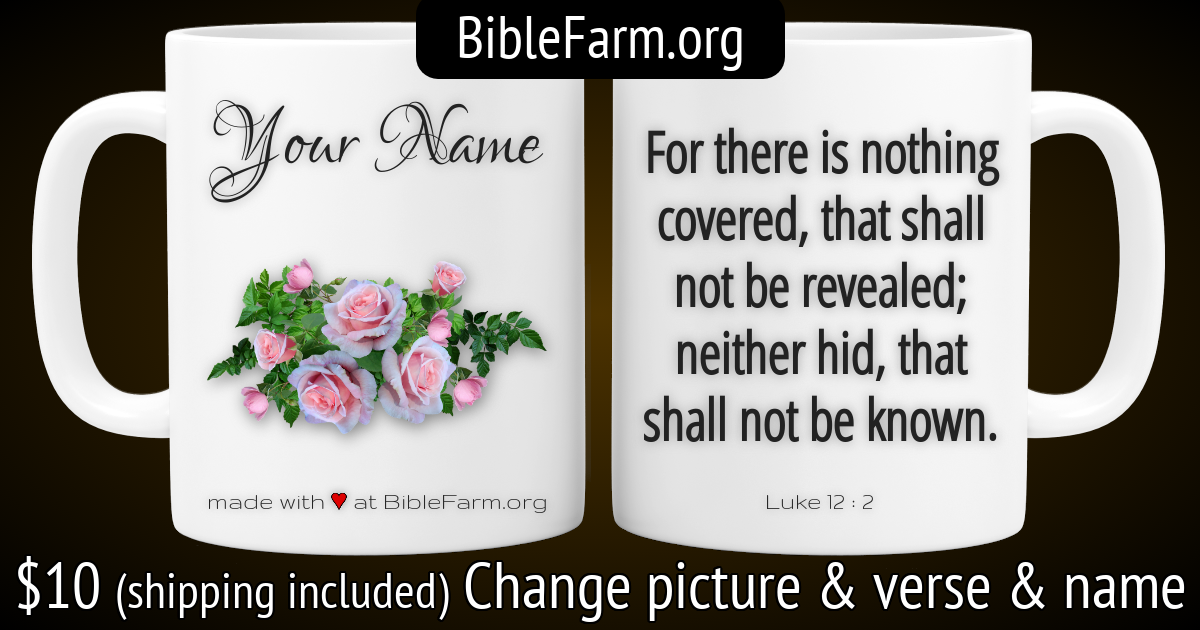 BibleFarm.org
Your Name
made with ♥ at BibleFarm.org
For there is nothing
covered, that shall
not be revealed;
neither hid, that
shall not be known.
Luke 12 : 2
$10 (shipping included) Change picture & verse & name